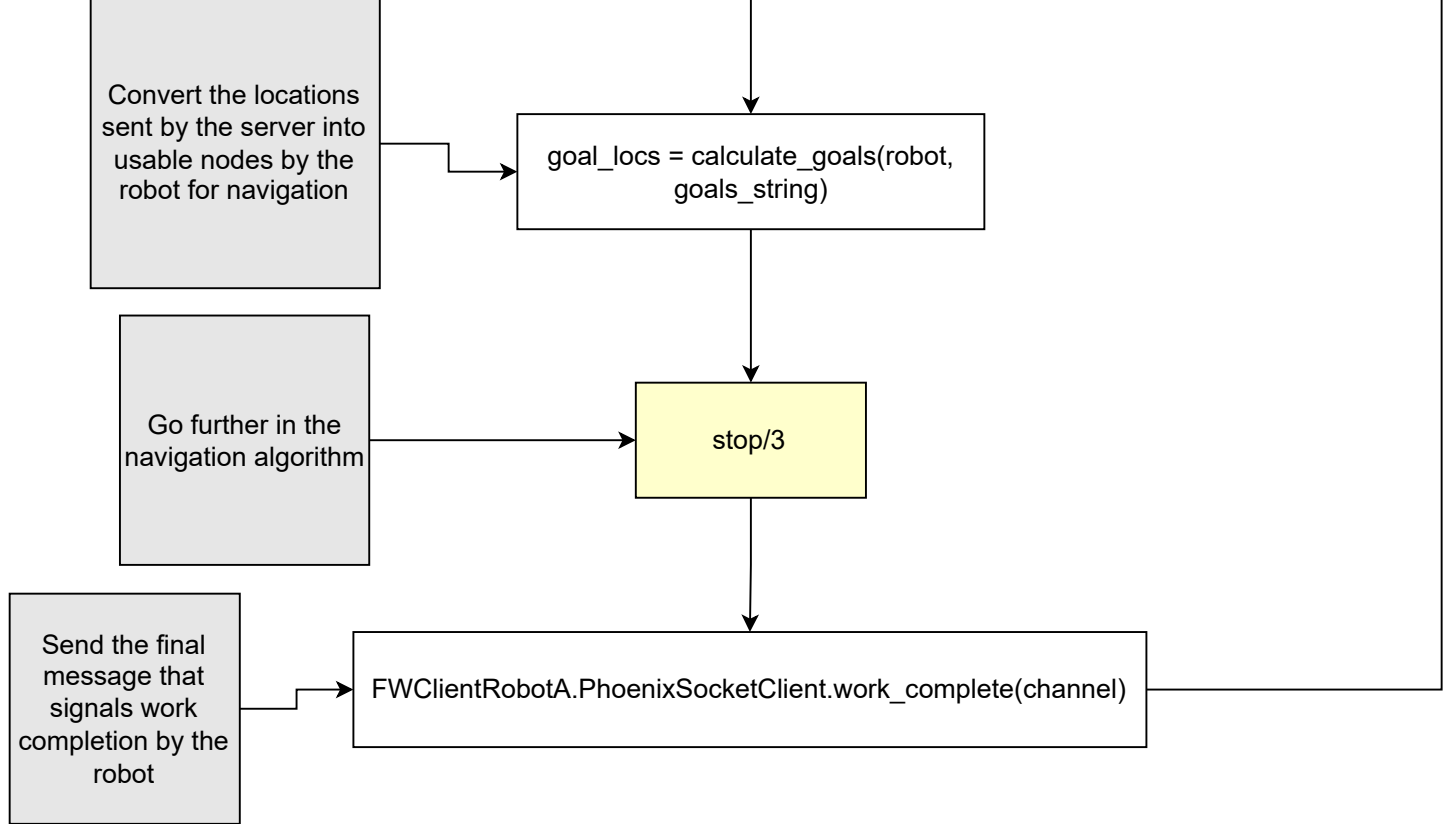 Convert the locations
sent by the server into
usable nodes by the
robot for navigation
goal_locs = calculate_goals(robot,
goals_string)
Go further in the
navigation algorithm
stop/3
Send the final
message that
signals work
completion by the
robot
FWClientRobotA.PhoenixSocketClient.work_complete(channel)